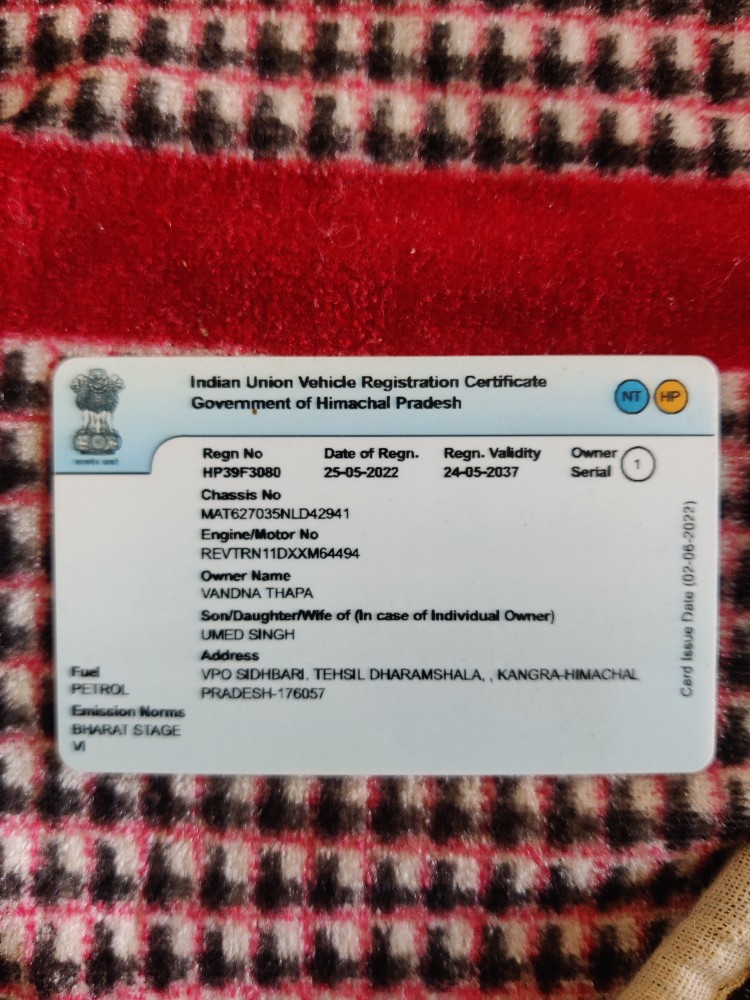 Indian Union Vehicle Registration Certificate
Government of Himachal Pradesh
NT HP
Regn No Date of Regn. Regn. Validity Owner Serial 1
HP39F3080 25-05-2022 24-05-2037
Chassis No
MAT627035NLD42941
Engine/Motor No
REVTRN11DXXM64494
Owner Name
VANDNA THAPA
Son/Daughter/Wife of (In case of Individual Owner)
UMED SINGH
Address
VPO SIDHBARI, TEHSIL DHARAMSHALA, , KANGRA-HIMACHAL
PRADESH-176057
Fuel
PETROL
Emission Norms
BHARAT STAGE
VI
Card Issue Date (02-06-2022)